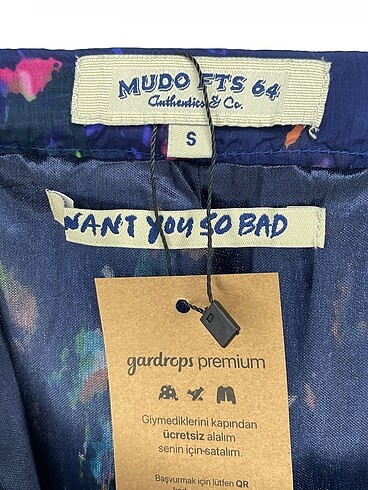 MUDO FTS 64
Authentics & Co.
S
WANT YOU SO BAD
gardrops premium
Giymediklerini kapından
ücretsiz alalım
senin için satalım.
Başvurmak için lütfen QR